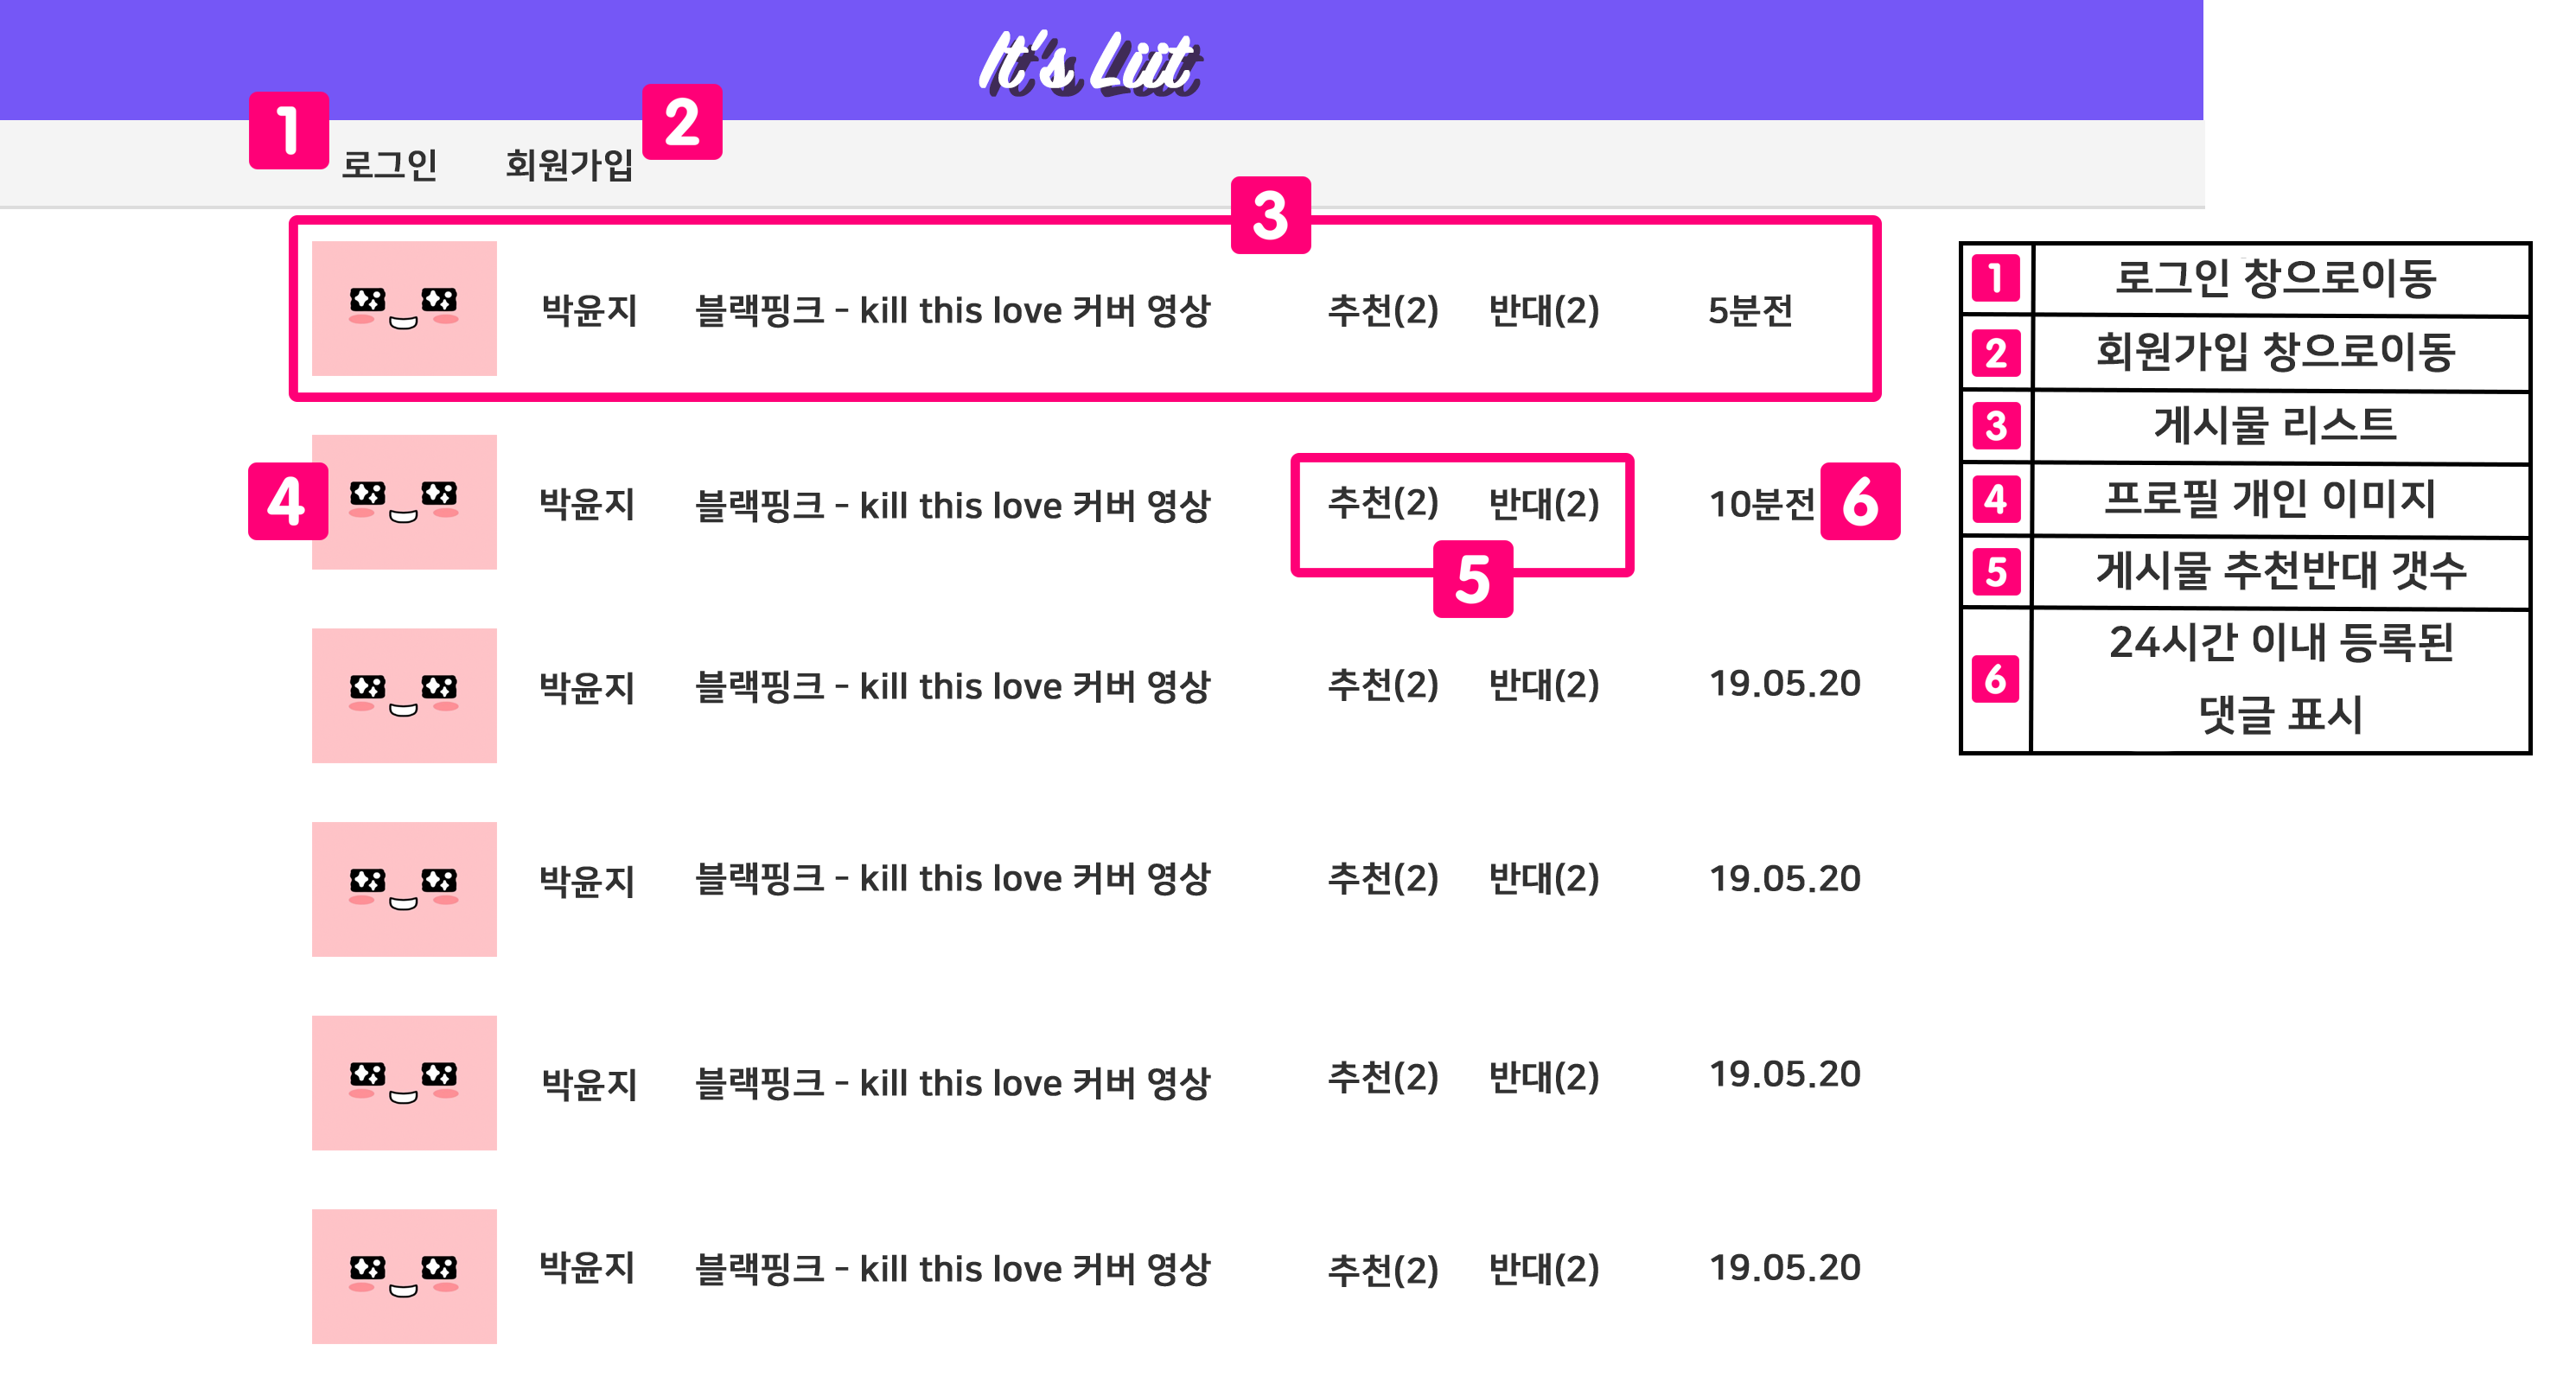 It's Liit
1
로그인
회원가입
2
3
박윤지
블랙핑크 - kill this love 커버 영상
추천(2)
반대(2)
5분전
4
박윤지
블랙핑크 - kill this love 커버 영상
추천(2)
반대(2)
10분전
6
5
박윤지
블랙핑크 - kill this love 커버 영상
추천(2)
반대(2)
19.05.20
박윤지
블랙핑크 - kill this love 커버 영상
추천(2)
반대(2)
19.05.20
박윤지
블랙핑크 - kill this love 커버 영상
추천(2)
반대(2)
19.05.20
박윤지
블랙핑크 - kill this love 커버 영상
추천(2)
반대(2)
19.05.20
1
로그인 창으로이동
2
회원가입 창으로이동
3
게시물 리스트
4
프로필 개인 이미지
5
게시물 추천반대 갯수
6
24시간 이내 등록된
댓글 표시